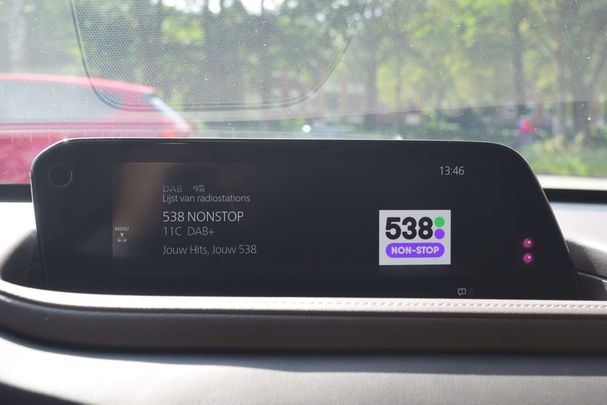 13:46
DAB
Lijst van radiostations
538 NONSTOP
MENU
11C DAB+
Jouw Hits, Jouw 538
538
NON-STOP